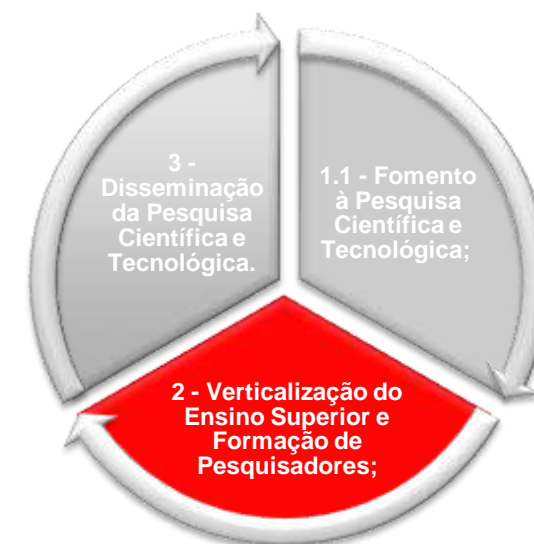 3 -
Disseminação
da Pesquisa
Científica e
Tecnológica.
1.1 - Fomento
à Pesquisa
Científica e
Tecnológica;
2 - Verticalização do
Ensino Superior e
Formação de
Pesquisadores;